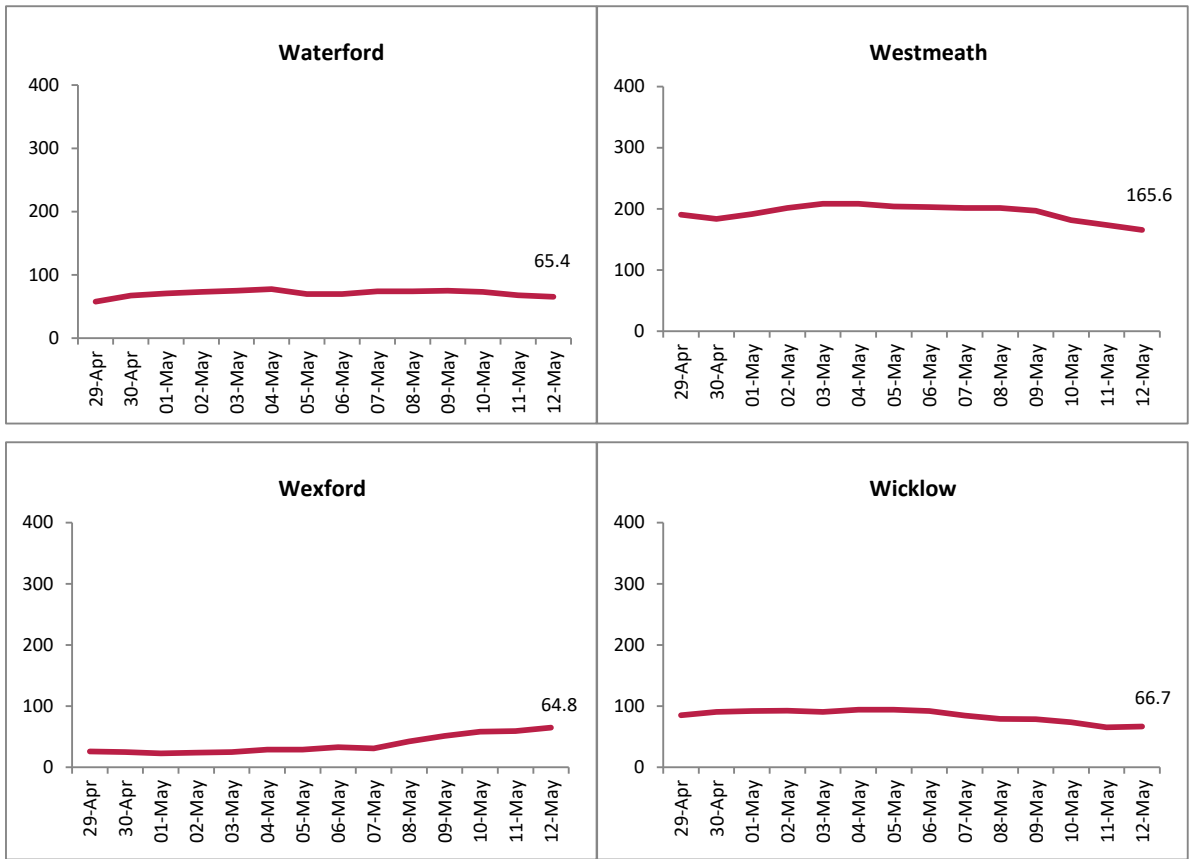 Waterford
400
300
200
100
0
65.4
29-Apr
30-Apr
01-May
02-May
03-May
04-May
05-May
06-May
07-May
08-May
09-May
10-May
11-May
12-May
Westmeath
400
300
200
100
0
165.6
29-Apr
30-Apr
01-May
02-May
03-May
04-May
05-May
06-May
07-May
08-May
09-May
10-May
11-May
12-May
Wexford
400
300
200
100
0
64.8
29-Apr
30-Apr
01-May
02-May
03-May
04-May
05-May
06-May
07-May
08-May
09-May
10-May
11-May
12-May
Wicklow
400
300
200
100
0
66.7
29-Apr
30-Apr
01-May
02-May
03-May
04-May
05-May
06-May
07-May
08-May
09-May
10-May
11-May
12-May